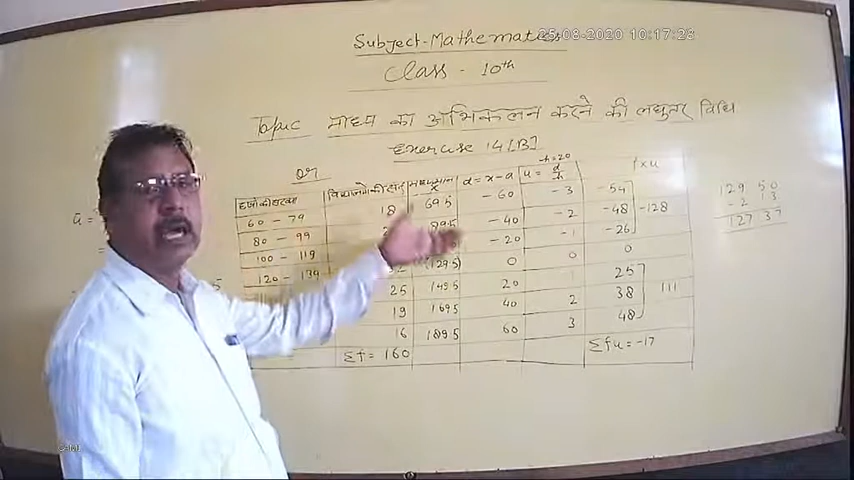 Subject-Mathematics
25-08-2020 10:17:28
Class - 10th
Topic माध्य का अभिकलन करने की लघुत्तर विधि
Exercise 14[B]
d = x-a u = d/h h=20 f×u
60 - 79 18 69.5 -60 -3 -54
80 - 99 -40 -2 -48 -128
100 - 119 -20 -1 -26
120 - 139 (129.5) 0 0 0
25 149.5 20 1 25
19 169.5 40 2 38 111
16 189.5 60 3 48
Σf = 160 Σfu = -17
129 50
- 2 13
127 37
ū =